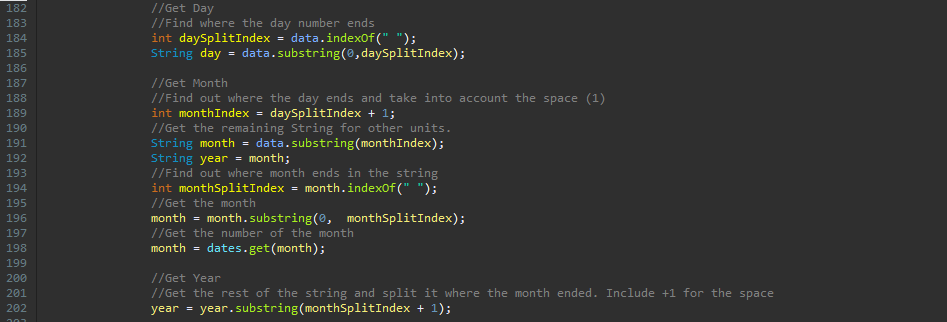 182 //Get Day
183 //Find where the day number ends
184 int daySplitIndex = data.indexOf(" ");
185 String day = data.substring(0,daySplitIndex);
186
187 //Get Month
188 //Find out where the day ends and take into account the space (1)
189 int monthIndex = daySplitIndex + 1;
190 //Get the remaining String for other units.
191 String month = data.substring(monthIndex);
192 String year = month;
193 //Find out where month ends in the string
194 int monthSplitIndex = month.indexOf(" ");
195 //Get the month
196 month = month.substring(0,  monthSplitIndex);
197 //Get the number of the month
198 month = dates.get(month);
199
200 //Get Year
201 //Get the rest of the string and split it where the month ended. Include +1 for the space
202 year = year.substring(monthSplitIndex + 1);